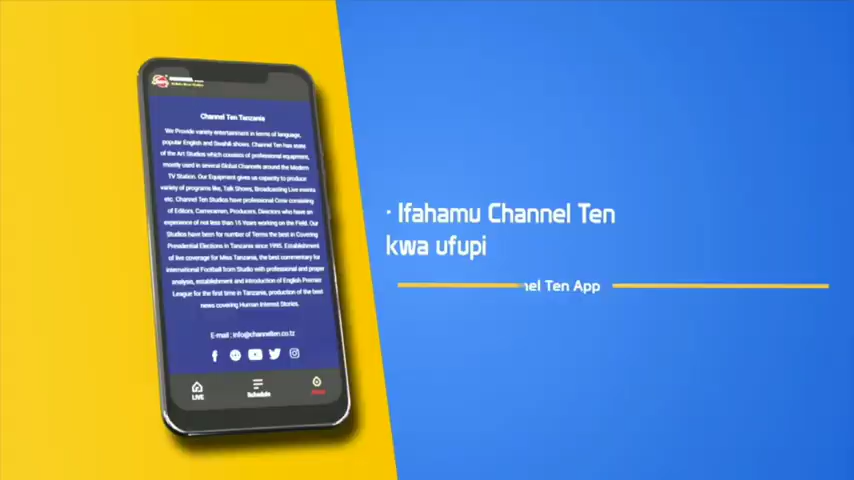 Channel Ten Tanzania
We Provide variety entertainment in terms of language,
popular English and Swahili shows. Channel Ten has state
of the Art Studios which consists of professional equipment,
mostly used in several Global Channels around the Modern
TV Station. Our Equipment gives us capacity to produce
variety of programs like, Talk Shows, Broadcasting Live events
etc. Channel Ten Studios have professional Crew consisting
of Editors, Cameramen, Producers, Directors who have an
experience of not less than 15 Years working on the Field. Our
Studios have been for number of Terms the best in Covering
Presidential Elections in Tanzania since 1995. Establishment
of live coverage for Miss Tanzania, the best commentary for
international Football from Studio with professional and proper
analysis, establishment and introduction of English Premier
League for the first time in Tanzania, production of the best
news covering Human Interest Stories.
E-mail : info@channelten.co.tz
LIVE
Schedule
· Ifahamu Channel Ten
kwa ufupi
nel Ten App